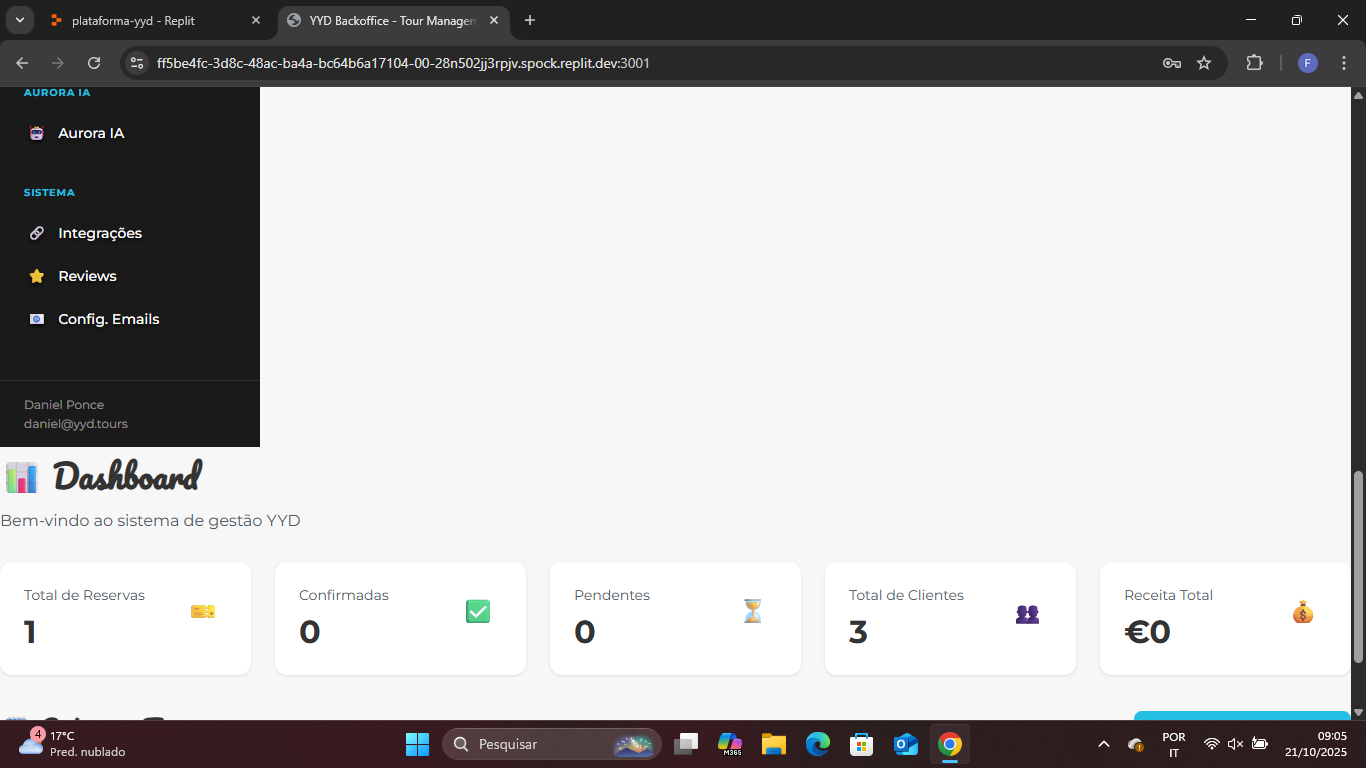 plataforma-yyd - Replit
YYD Backoffice - Tour Managem
ff5be4fc-3d8c-48ac-ba4a-bc64b6a17104-00-28n502jj3rpjv.spock.replit.dev:3001
F
AURORA IA
Aurora IA
SISTEMA
Integrações
Reviews
Config. Emails
Daniel Ponce
daniel@yyd.tours
Dashboard
Bem-vindo ao sistema de gestão YYD
Total de Reservas
1
Confirmadas
0
Pendentes
0
Total de Clientes
3
Receita Total
€0
4
17°C
Pred. nublado
Pesquisar
M365
POR
IT
09:05
21/10/2025